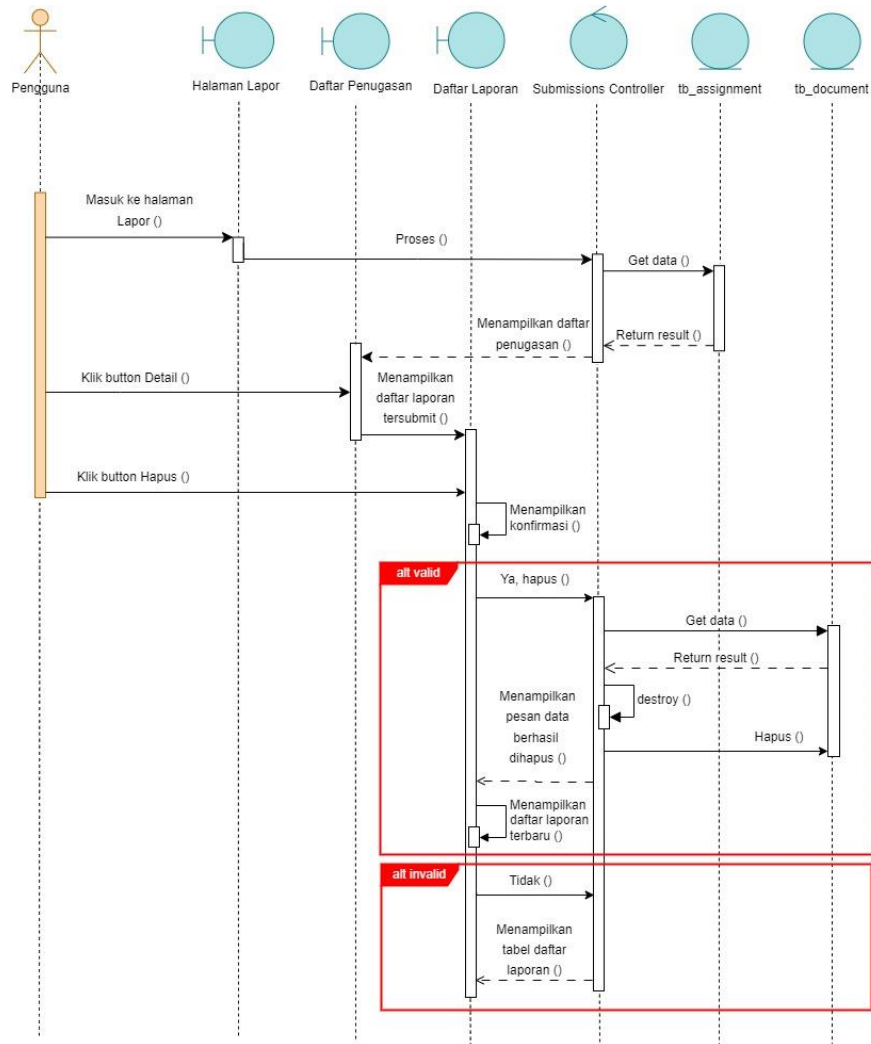 Pengguna
Halaman Lapor
Daftar Penugasan
Daftar Laporan
Submissions Controller
tb_assignment
tb_document
Masuk ke halaman
Lapor ()
Proses ()
Get data ()
Return result ()
Menampilkan daftar
penugasan ()
Klik button Detail ()
Menampilkan
daftar laporan
tersubmit ()
Klik button Hapus ()
Menampilkan
konfirmasi ()
alt valid
Ya, hapus ()
Get data ()
Return result ()
destroy ()
Menampilkan
pesan data
berhasil
dihapus ()
Hapus ()
Menampilkan
daftar laporan
terbaru ()
alt invalid
Tidak ()
Menampilkan
tabel daftar
laporan ()